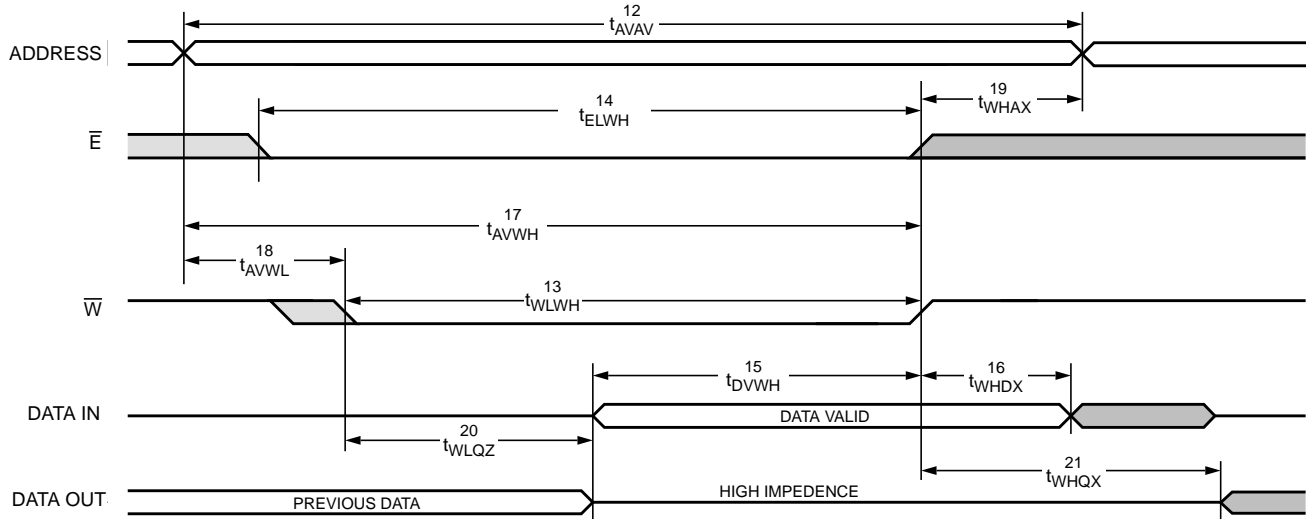 12
tAVAV
ADDRESS
14
tELWH
19
tWHAX
E
17
tAVWH
18
tAVWL
13
tWLWH
W
15
tDVWH
16
tWHDX
DATA IN
DATA VALID
20
tWLQZ
21
tWHQX
DATA OUT
PREVIOUS DATA
HIGH IMPEDENCE